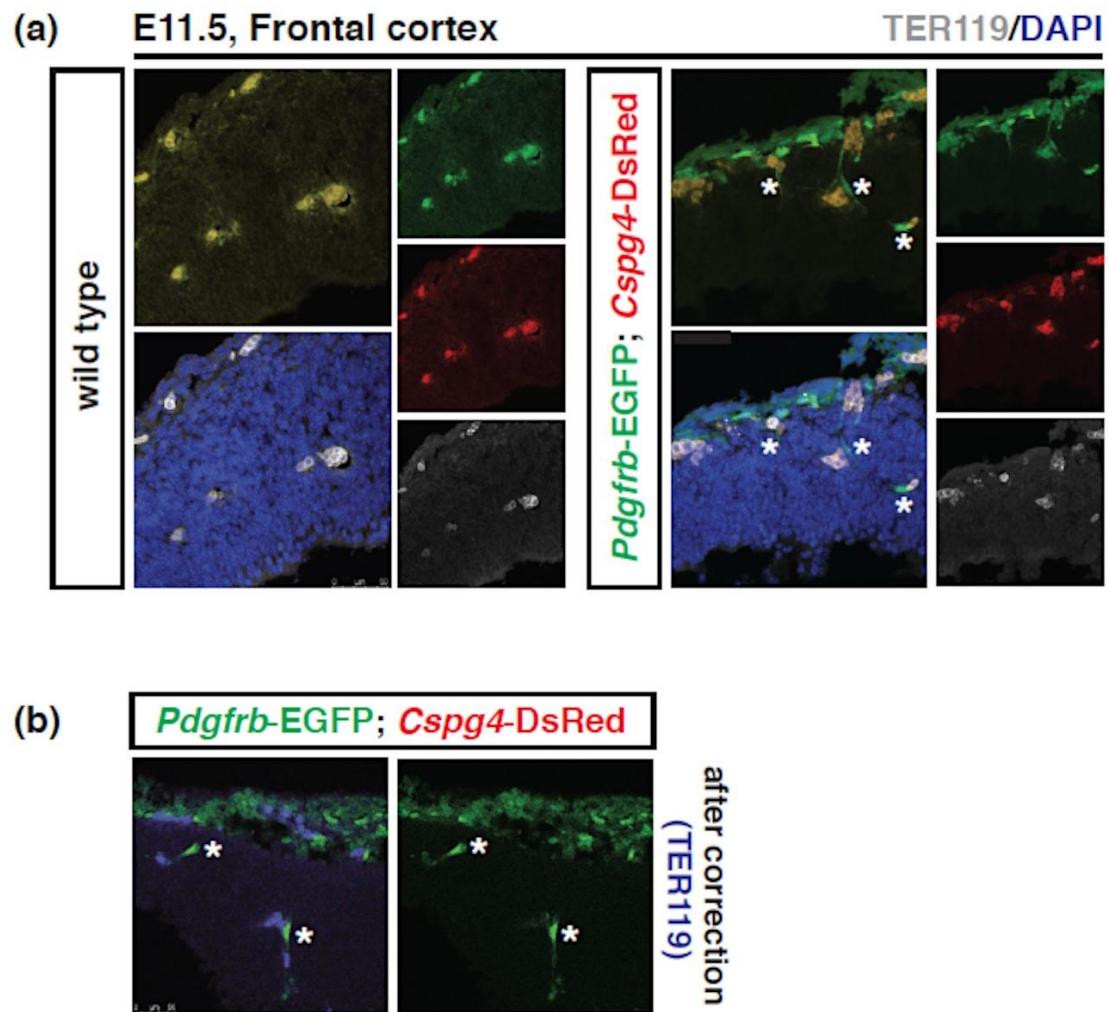 (a) E11.5, Frontal cortex TER119/DAPI
wild type
Pdgfrb-EGFP; Cspg4-DsRed
*
*
*
*
*
*
(b)
Pdgfrb-EGFP; Cspg4-DsRed
*
*
*
*
after correction
(TER119)